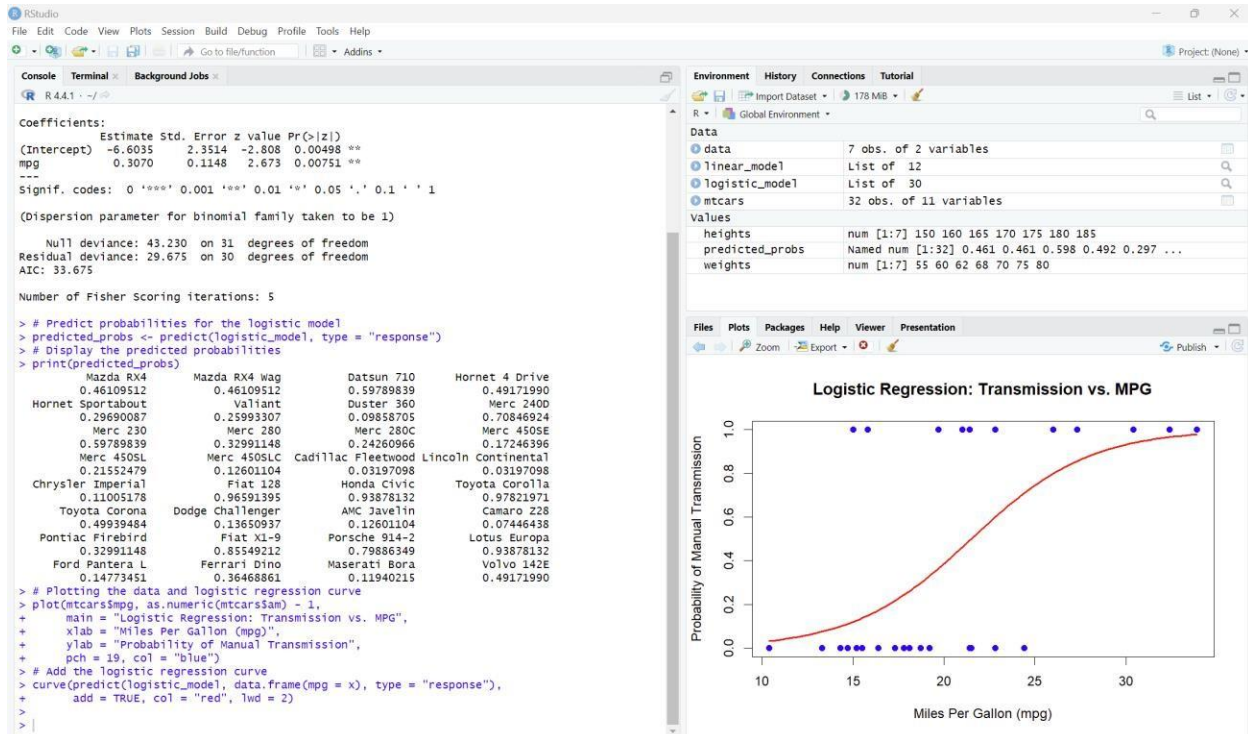 RStudio
File Edit Code View Plots Session Build Debug Profile Tools Help
Go to file/function Addins
Project: (None)
Console Terminal Background Jobs
R 4.4.1 · ~/
Coefficients:
Estimate Std. Error z value Pr(>|z|)
(Intercept) -6.6035 2.3514 -2.808 0.00498 **
mpg 0.3070 0.1148 2.673 0.00751 **
---
Signif. codes: 0 ‘***’ 0.001 ‘**’ 0.01 ‘*’ 0.05 ‘.’ 0.1 ‘ ’ 1
(Dispersion parameter for binomial family taken to be 1)
Null deviance: 43.230 on 31 degrees of freedom
Residual deviance: 29.675 on 30 degrees of freedom
AIC: 33.675
Number of Fisher Scoring iterations: 5
> # Predict probabilities for the logistic model
> predicted_probs <- predict(logistic_model, type = "response")
> # Display the predicted probabilities
> print(predicted_probs)
Mazda RX4 Mazda RX4 Wag Datsun 710 Hornet 4 Drive
0.46109512 0.46109512 0.59789839 0.49171990
Hornet Sportabout Valiant Duster 360 Merc 240D
0.29690087 0.25993307 0.09858705 0.70846924
Merc 230 Merc 280 Merc 280C Merc 450SE
0.59789839 0.32991148 0.24260966 0.17246396
Merc 450SL Merc 450SLC Cadillac Fleetwood Lincoln Continental
0.21552479 0.12601104 0.03197098 0.03197098
Chrysler Imperial Fiat 128 Honda Civic Toyota Corolla
0.11005178 0.96591395 0.93878132 0.97821971
Toyota Corona Dodge Challenger AMC Javelin Camaro Z28
0.49939484 0.13650937 0.12601104 0.07446438
Pontiac Firebird Fiat X1-9 Porsche 914-2 Lotus Europa
0.32991148 0.85549212 0.79886349 0.93878132
Ford Pantera L Ferrari Dino Maserati Bora Volvo 142E
0.14773451 0.36468861 0.11940215 0.49171990
> # Plotting the data and logistic regression curve
> plot(mtcars$mpg, as.numeric(mtcars$am) - 1,
+ main = "Logistic Regression: Transmission vs. MPG",
+ xlab = "Miles Per Gallon (mpg)",
+ ylab = "Probability of Manual Transmission",
+ pch = 19, col = "blue")
> # Add the logistic regression curve
> curve(predict(logistic_model, data.frame(mpg = x), type = "response"),
+ add = TRUE, col = "red", lwd = 2)
>
>
Environment History Connections Tutorial
Import Dataset 178 MiB List
R Global Environment
Data
data 7 obs. of 2 variables
linear_model List of 12
logistic_model List of 30
mtcars 32 obs. of 11 variables
Values
heights num [1:7] 150 160 165 170 175 180 185
predicted_probs Named num [1:32] 0.461 0.461 0.598 0.492 0.297 ...
weights num [1:7] 55 60 62 68 70 75 80
Files Plots Packages Help Viewer Presentation
Zoom Export Publish
Logistic Regression: Transmission vs. MPG
Probability of Manual Transmission
1.0
0.8
0.6
0.4
0.2
0.0
10 15 20 25 30
Miles Per Gallon (mpg)